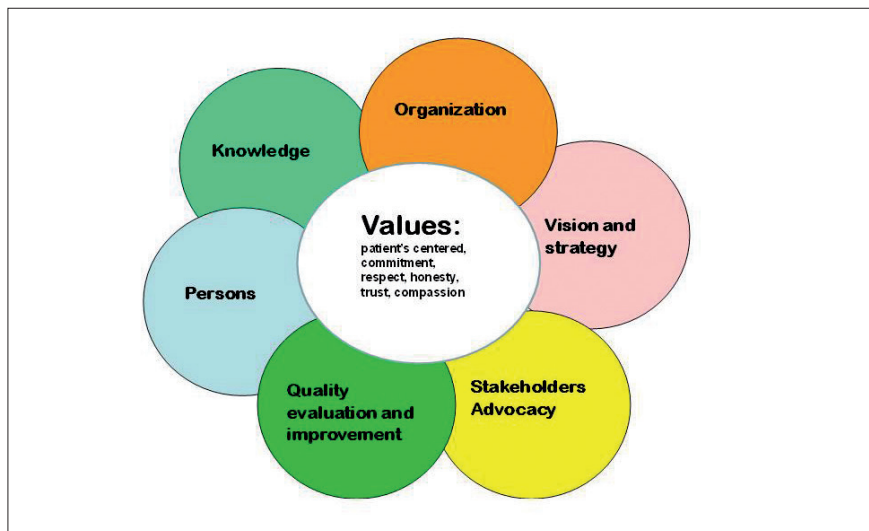 Organization
Knowledge
Values:
patient's centered,
commitment,
respect, honesty,
trust, compassion
Vision and
strategy
Persons
Quality
evaluation and
improvement
Stakeholders
Advocacy